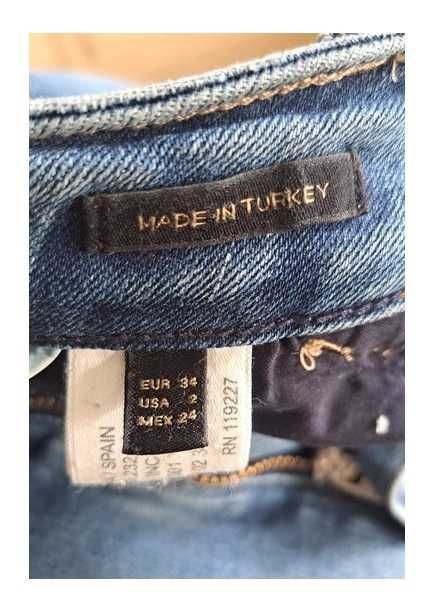 MADE IN TURKEY
EUR 34
USA 2
MEX 24
RN 119227
SPAIN